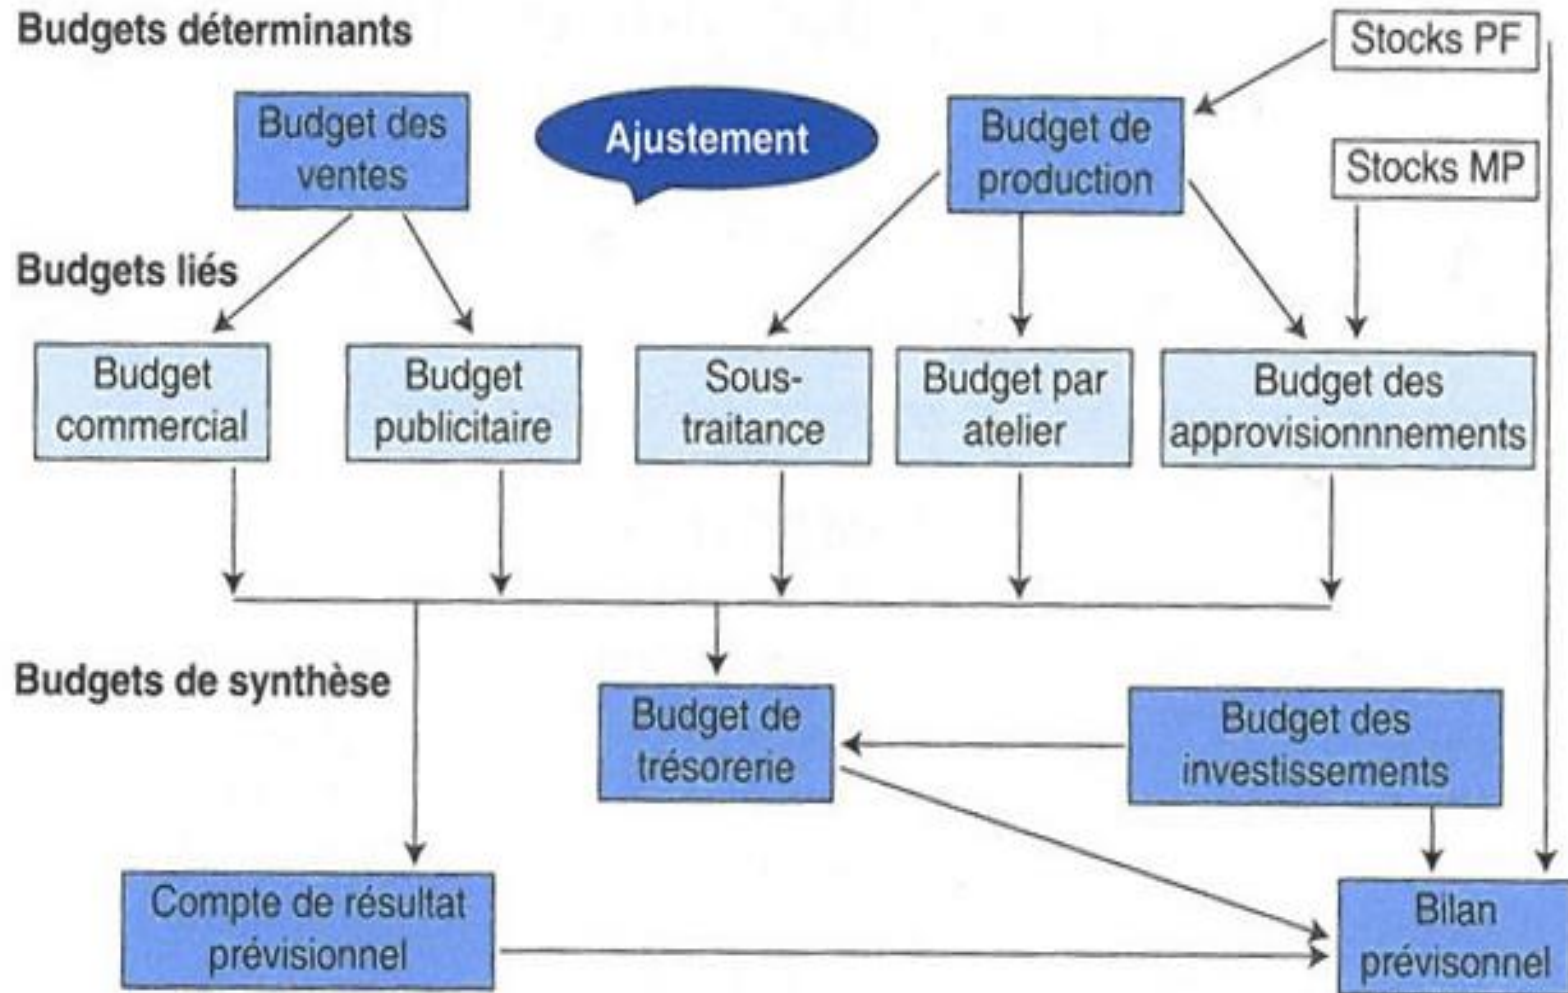 Budgets déterminants
Stocks PF
Budget des
ventes
Ajustement
Budget de
production
Stocks MP
Budgets liés
Budget
commercial
Budget
publicitaire
Sous-
traitance
Budget par
atelier
Budget des
approvisionnnements
Budgets de synthèse
Budget de
trésorerie
Budget des
investissements
Compte de résultat
prévisionnel
Bilan
prévisonnel